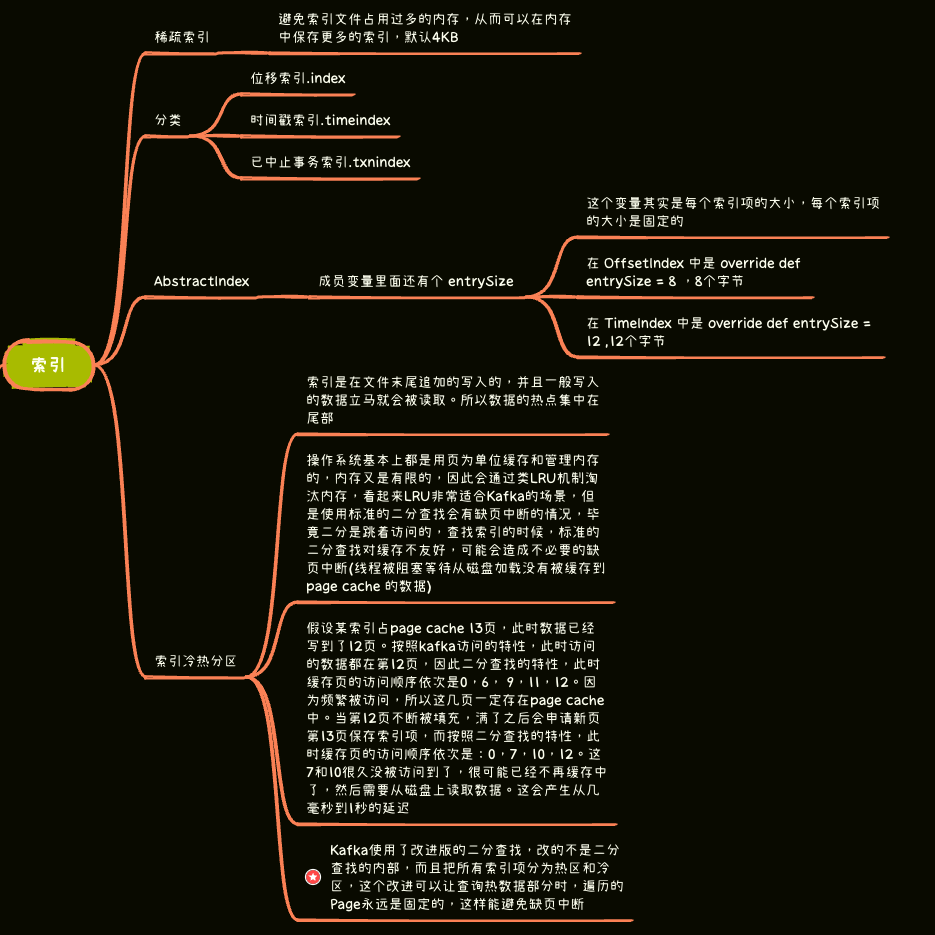 避免索引文件占用过多的内存，从而可以在内存
中保存更多的索引，默认4KB
稀疏索引
位移索引.index
分类
时间戳索引.timeindex
已中止事务索引.txnindex
这个变量其实是每个索引项的大小，每个索引项
的大小是固定的
在 OffsetIndex 中是 override def
entrySize = 8 ，8个字节
AbstractIndex
成员变量里面还有个 entrySize
在 TimeIndex 中是 override def entrySize =
12 ,12个字节
索引
索引是在文件末尾追加的写入的，并且一般写入
的数据立马就会被读取。所以数据的热点集中在
尾部
操作系统基本上都是用页为单位缓存和管理内存
的，内存又是有限的，因此会通过类LRU机制淘
汰内存，看起来LRU非常适合Kafka的场景，但
是使用标准的二分查找会有缺页中断的情况，毕
竟二分是跳着访问的，查找索引的时候，标准的
二分查找对缓存不友好，可能会造成不必要的缺
页中断(线程被阻塞等待从磁盘加载没有被缓存到
page cache 的数据)
索引冷热分区
假设某索引占page cache 13页，此时数据已经
写到了12页。按照kafka访问的特性，此时访问
的数据都在第12页，因此二分查找的特性，此时
缓存页的访问顺序依次是0，6，9，11，12。因
为频繁被访问，所以这几页一定存在page cache
中。当第12页不断被填充，满了之后会申请新页
第13页保存索引项，而按照二分查找的特性，此
时缓存页的访问顺序依次是：0，7，10，12。这
7和10很久没被访问到了，很可能已经不再缓存中
了，然后需要从磁盘上读取数据。这会产生从几
毫秒到1秒的延迟
Kafka使用了改进版的二分查找，改的不是二分
查找的内部，而且把所有索引项分为热区和冷
区，这个改进可以让查询热数据部分时，遍历的
Page永远是固定的，这样能避免缺页中断